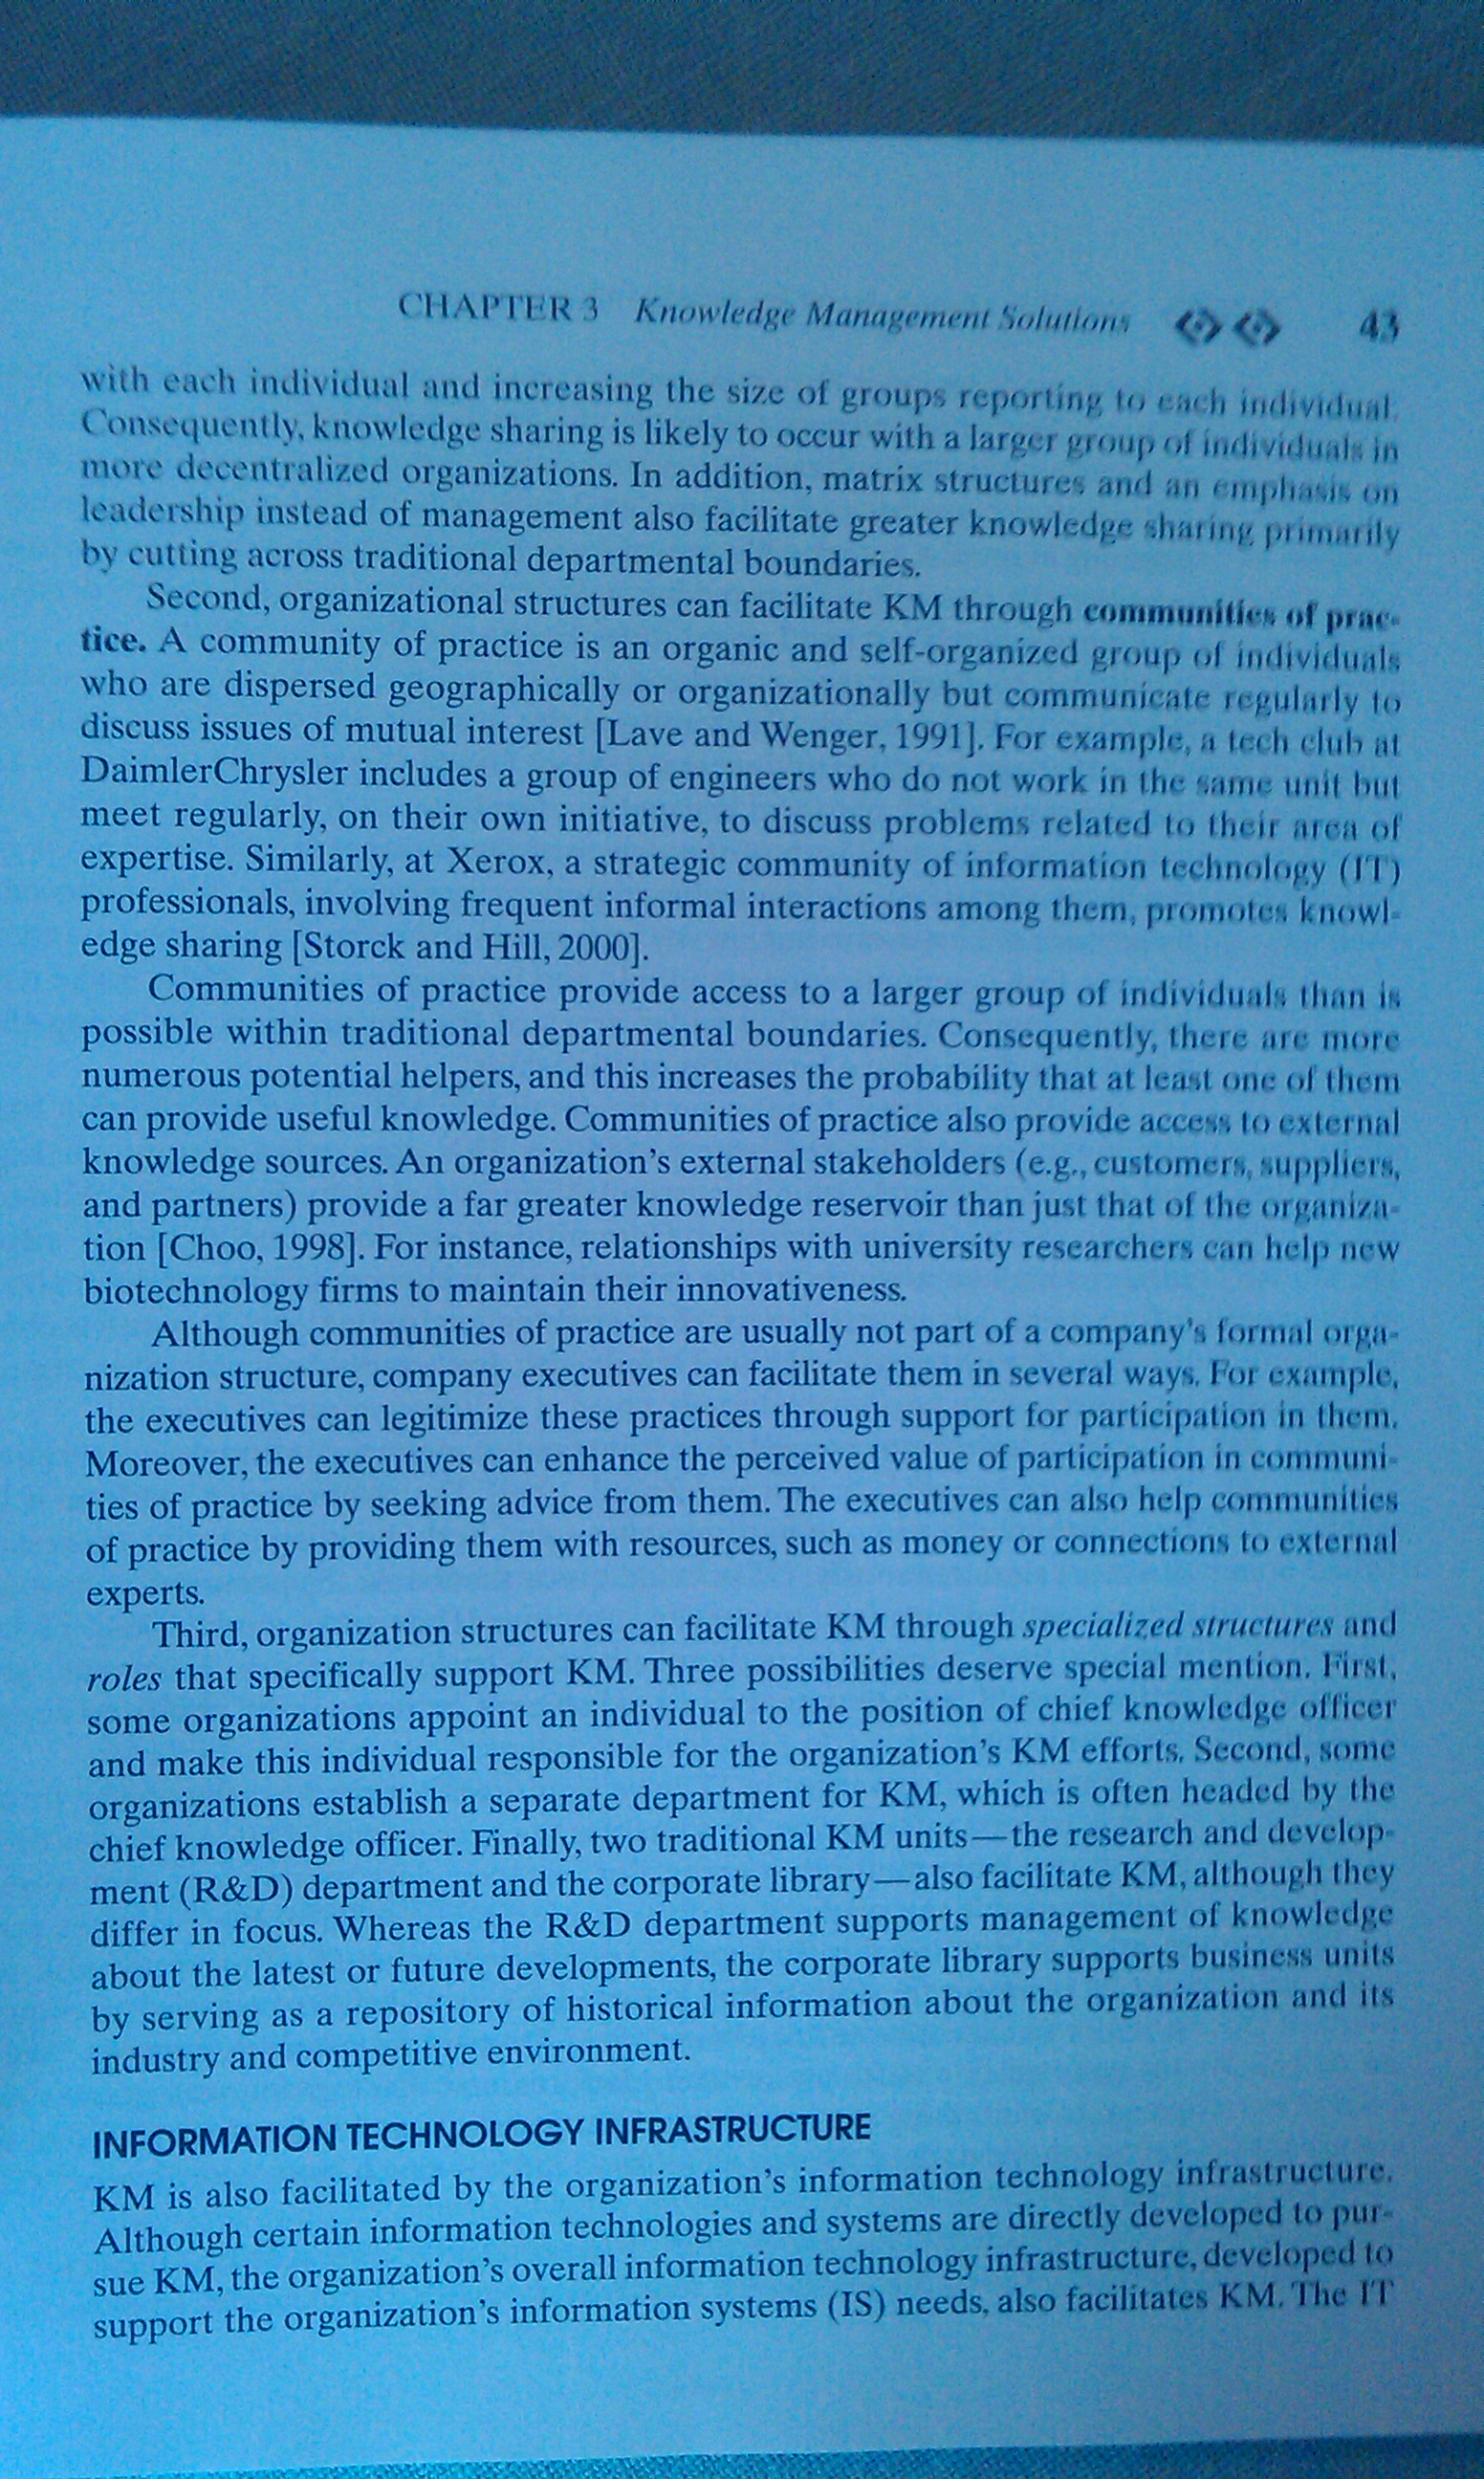 CHAPTER 3 Knowledge Management Solutions 43
with each individual and increasing the size of groups reporting to each individual.
Consequently, knowledge sharing is likely to occur with a larger group of individuals in
more decentralized organizations. In addition, matrix structures and an emphasis on
leadership instead of management also facilitate greater knowledge sharing primarily
by cutting across traditional departmental boundaries.
Second, organizational structures can facilitate KM through communities of prac-
tice. A community of practice is an organic and self-organized group of individuals
who are dispersed geographically or organizationally but communicate regularly to
discuss issues of mutual interest [Lave and Wenger, 1991]. For example, a tech club at
DaimlerChrysler includes a group of engineers who do not work in the same unit but
meet regularly, on their own initiative, to discuss problems related to their area of
expertise. Similarly, at Xerox, a strategic community of information technology (IT)
professionals, involving frequent informal interactions among them, promotes knowl-
edge sharing [Storck and Hill, 2000].
Communities of practice provide access to a larger group of individuals than is
possible within traditional departmental boundaries. Consequently, there are more
numerous potential helpers, and this increases the probability that at least one of them
can provide useful knowledge. Communities of practice also provide access to external
knowledge sources. An organization's external stakeholders (e.g., customers, suppliers,
and partners) provide a far greater knowledge reservoir than just that of the organiza-
tion [Choo, 1998]. For instance, relationships with university researchers can help new
biotechnology firms to maintain their innovativeness.
Although communities of practice are usually not part of a company's formal orga-
nization structure, company executives can facilitate them in several ways. For example,
the executives can legitimize these practices through support for participation in them.
Moreover, the executives can enhance the perceived value of participation in communi-
ties of practice by seeking advice from them. The executives can also help communities
of practice by providing them with resources, such as money or connections to external
experts.
Third, organization structures can facilitate KM through specialized structures and
roles that specifically support KM. Three possibilities deserve special mention. First,
some organizations appoint an individual to the position of chief knowledge officer
and make this individual responsible for the organization's KM efforts. Second, some
organizations establish a separate department for KM, which is often headed by the
chief knowledge officer. Finally, two traditional KM units—the research and develop-
ment (R&D) department and the corporate library—also facilitate KM, although they
differ in focus. Whereas the R&D department supports management of knowledge
about the latest or future developments, the corporate library supports business units
by serving as a repository of historical information about the organization and its
industry and competitive environment.
INFORMATION TECHNOLOGY INFRASTRUCTURE
KM is also facilitated by the organization's information technology infrastructure.
Although certain information technologies and systems are directly developed to pur-
sue KM, the organization's overall information technology infrastructure, developed to
support the organization's information systems (IS) needs, also facilitates KM. The IT